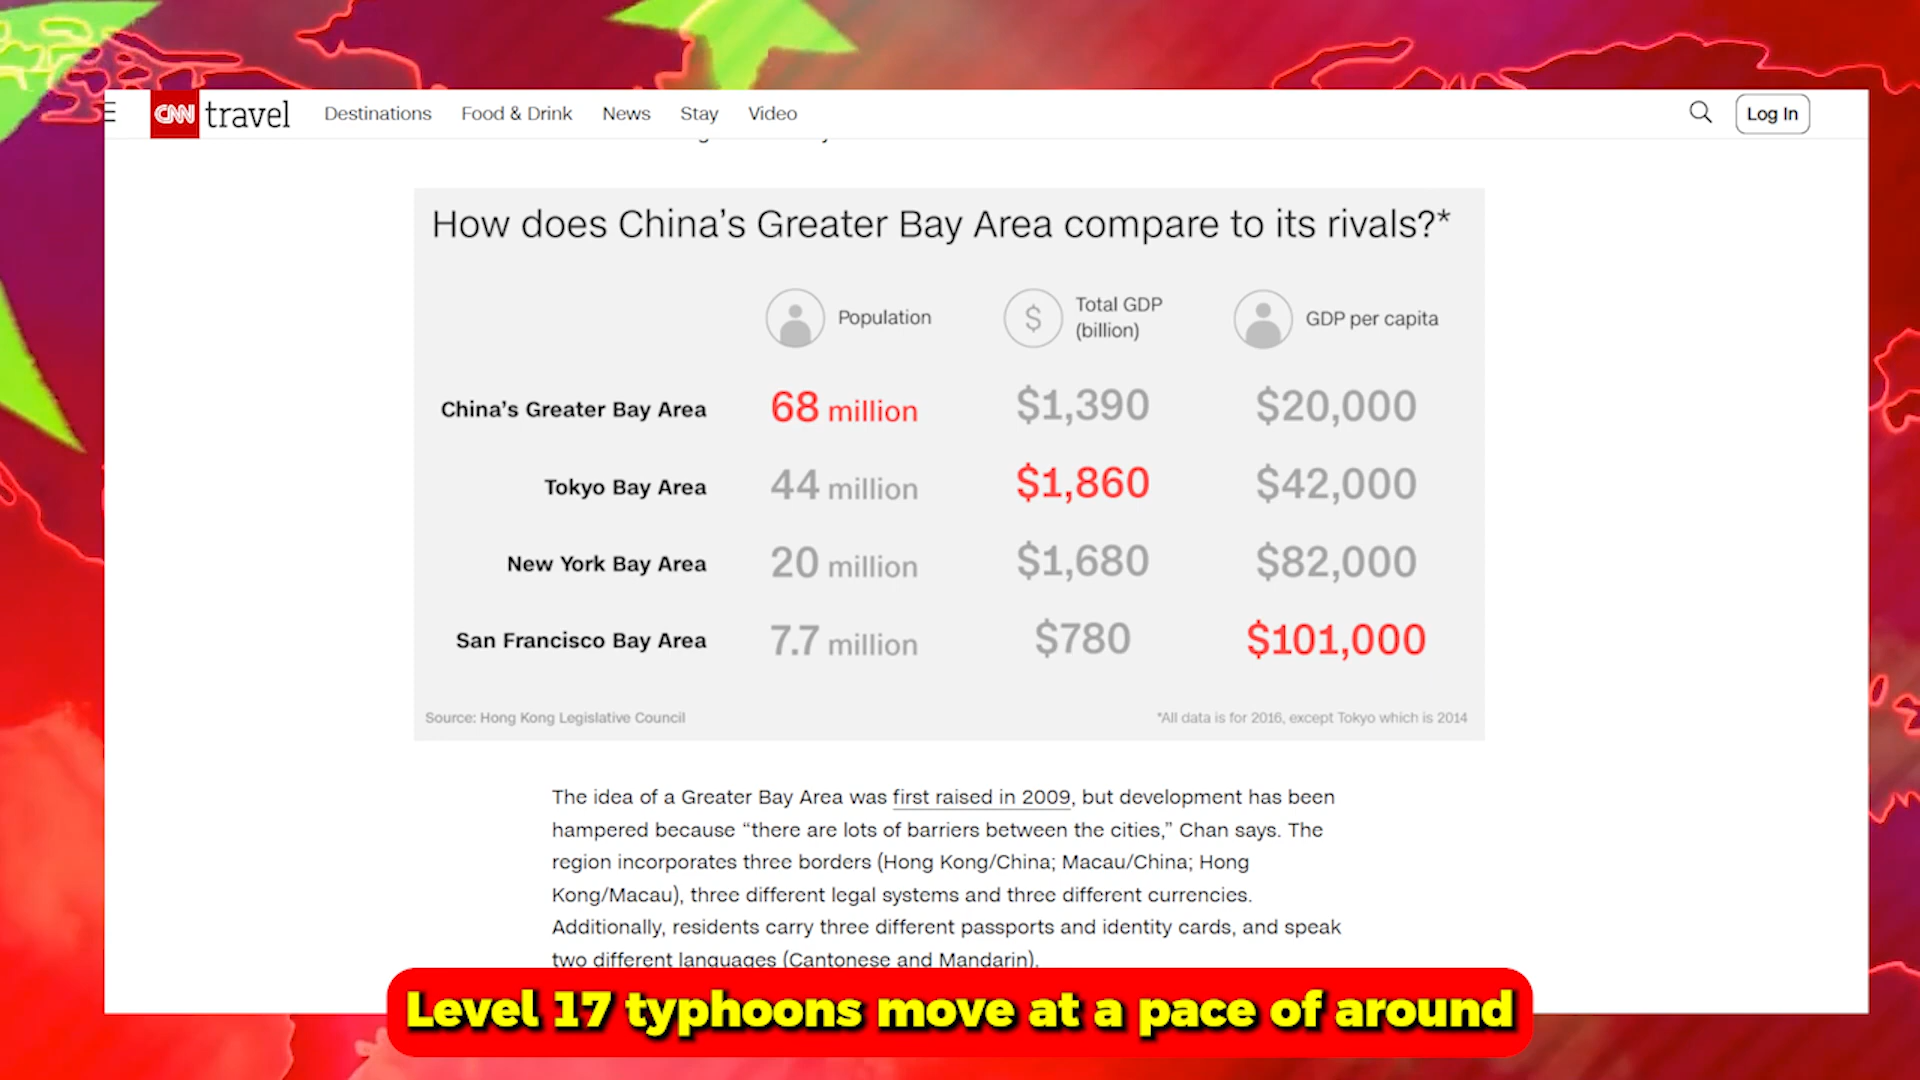 CNN travel Destinations Food & Drink News Stay Video Log In
How does China's Greater Bay Area compare to its rivals?*
Population Total GDP (billion) GDP per capita
China's Greater Bay Area 68 million $1,390 $20,000
Tokyo Bay Area 44 million $1,860 $42,000
New York Bay Area 20 million $1,680 $82,000
San Francisco Bay Area 7.7 million $780 $101,000
Source: Hong Kong Legislative Council *All data is for 2016, except Tokyo which is 2014
The idea of a Greater Bay Area was first raised in 2009, but development has been
hampered because “there are lots of barriers between the cities,” Chan says. The
region incorporates three borders (Hong Kong/China; Macau/China; Hong
Kong/Macau), three different legal systems and three different currencies.
Additionally, residents carry three different passports and identity cards, and speak
two different languages (Cantonese and Mandarin).
Level 17 typhoons move at a pace of around